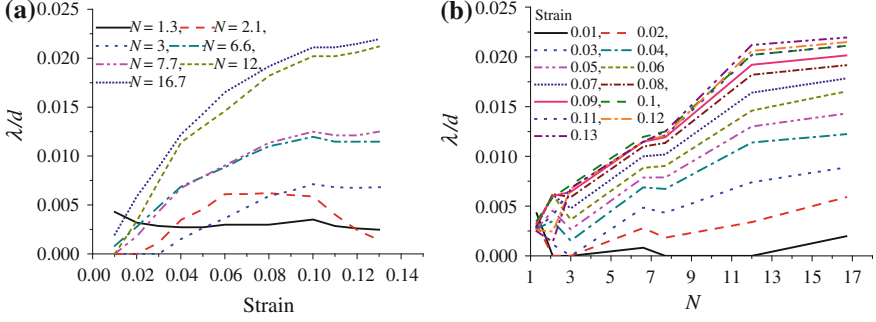 (a)
N = 1.3, N = 2.1,
N = 3, N = 6.6,
N = 7.7, N = 12,
N = 16.7
0.025
0.020
0.015
0.010
0.005
0.000
λ/d
0.00 0.02 0.04 0.06 0.08 0.10 0.12 0.14
Strain
(b)
Strain
0.01, 0.02,
0.03, 0.04,
0.05, 0.06
0.07, 0.08,
0.09, 0.1,
0.11, 0.12
0.13
0.025
0.020
0.015
0.010
0.005
0.000
λ/d
1 3 5 7 9 11 13 15 17
N